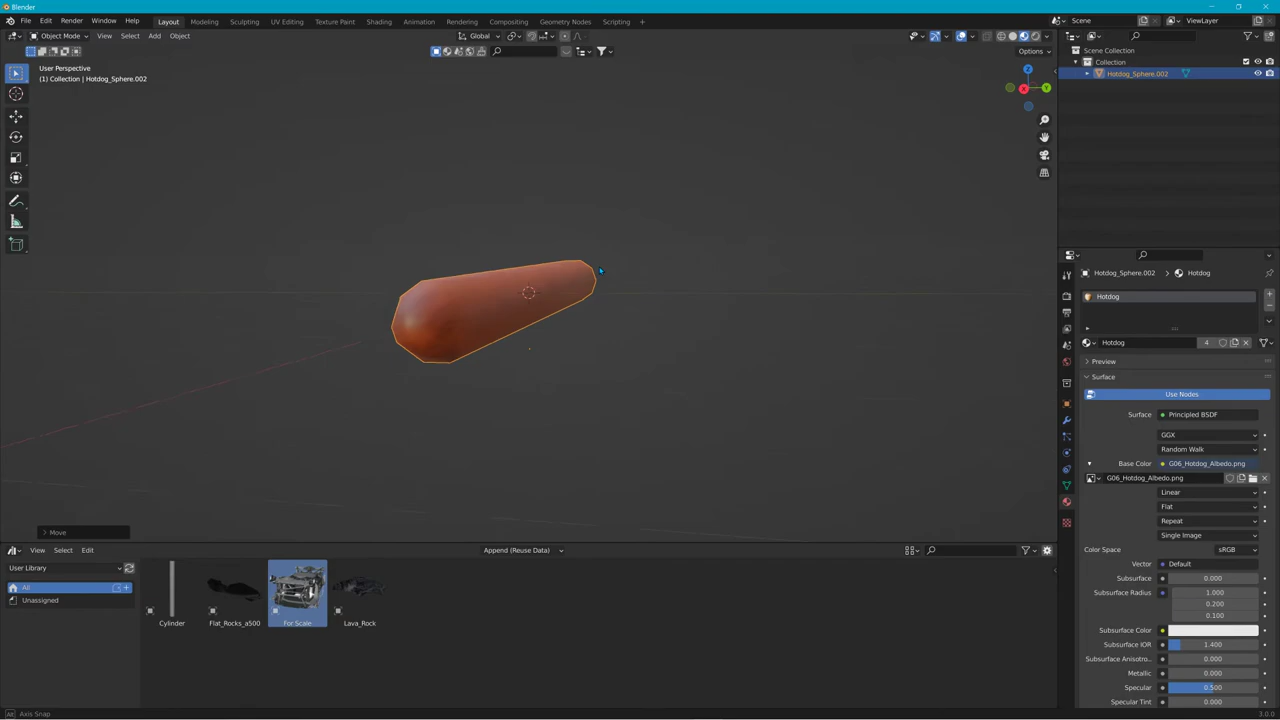 Blender
File Edit Render Window Help Layout Modeling Sculpting UV Editing Texture Paint Shading Animation Rendering Compositing Geometry Nodes Scripting + Scene ViewLayer
Object Mode View Select Add Object Global
Options
User Perspective
(1) Collection | Hotdog_Sphere.002
Z
X
Y
Move
View Select Edit Append (Reuse Data)
User Library
All
Unassigned
Cylinder Flat_Rocks_a500 For Scale Lava_Rock
Axis Snap
Scene Collection
Collection
Hotdog_Sphere.002
Hotdog_Sphere.002 > Hotdog
Hotdog
Hotdog 4
Preview
Surface
Use Nodes
Surface Principled BSDF
GGX
Random Walk
Base Color G06_Hotdog_Albedo.png
G06_Hotdog_Albedo.png
Linear
Flat
Repeat
Single Image
Color Space sRGB
Vector Default
Subsurface 0.000
Subsurface Radius 1.000
0.200
0.100
Subsurface Color
Subsurface IOR 1.400
Subsurface Anisotro... 0.000
Metallic 0.000
Specular 0.500
Specular Tint 0.000
3.0.0